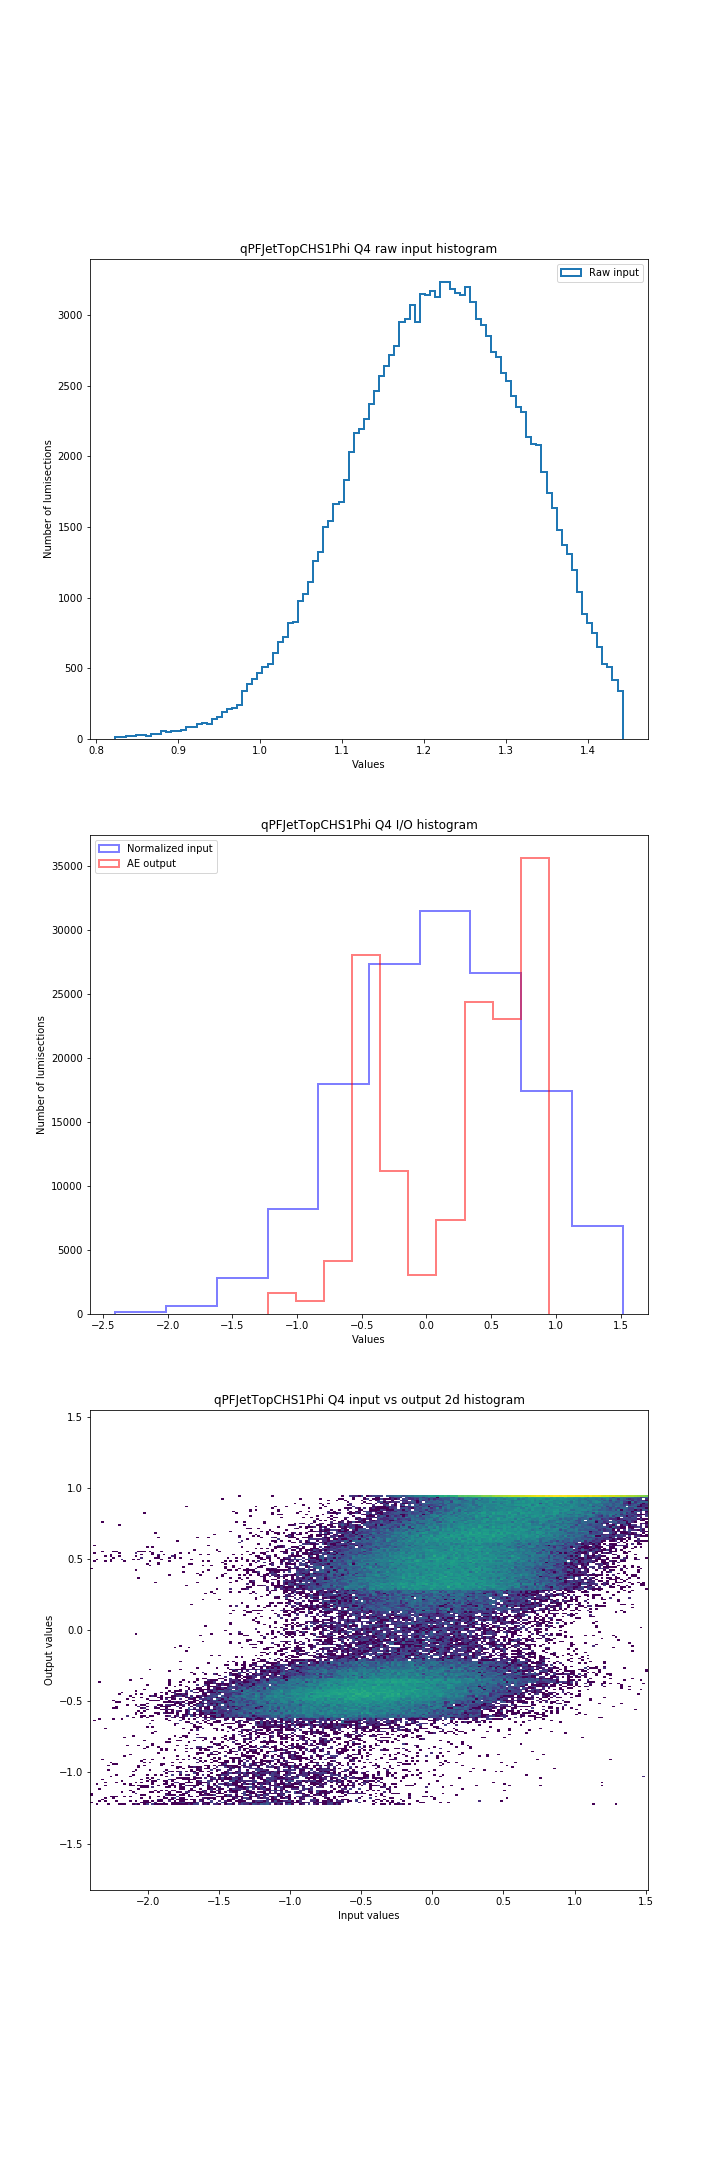 qPFJetTopCHS1Phi Q4 raw input histogram
Raw input
3000
2500
2000
1500
1000
500
0
Number of lumisections
0.8 0.9 1.0 1.1 1.2 1.3 1.4
Values
qPFJetTopCHS1Phi Q4 I/O histogram
Normalized input
AE output
35000
30000
25000
20000
15000
10000
5000
0
Number of lumisections
−2.5 −2.0 −1.5 −1.0 −0.5 0.0 0.5 1.0 1.5
Values
qPFJetTopCHS1Phi Q4 input vs output 2d histogram
1.5
1.0
0.5
0.0
−0.5
−1.0
−1.5
Output values
−2.0 −1.5 −1.0 −0.5 0.0 0.5 1.0 1.5
Input values